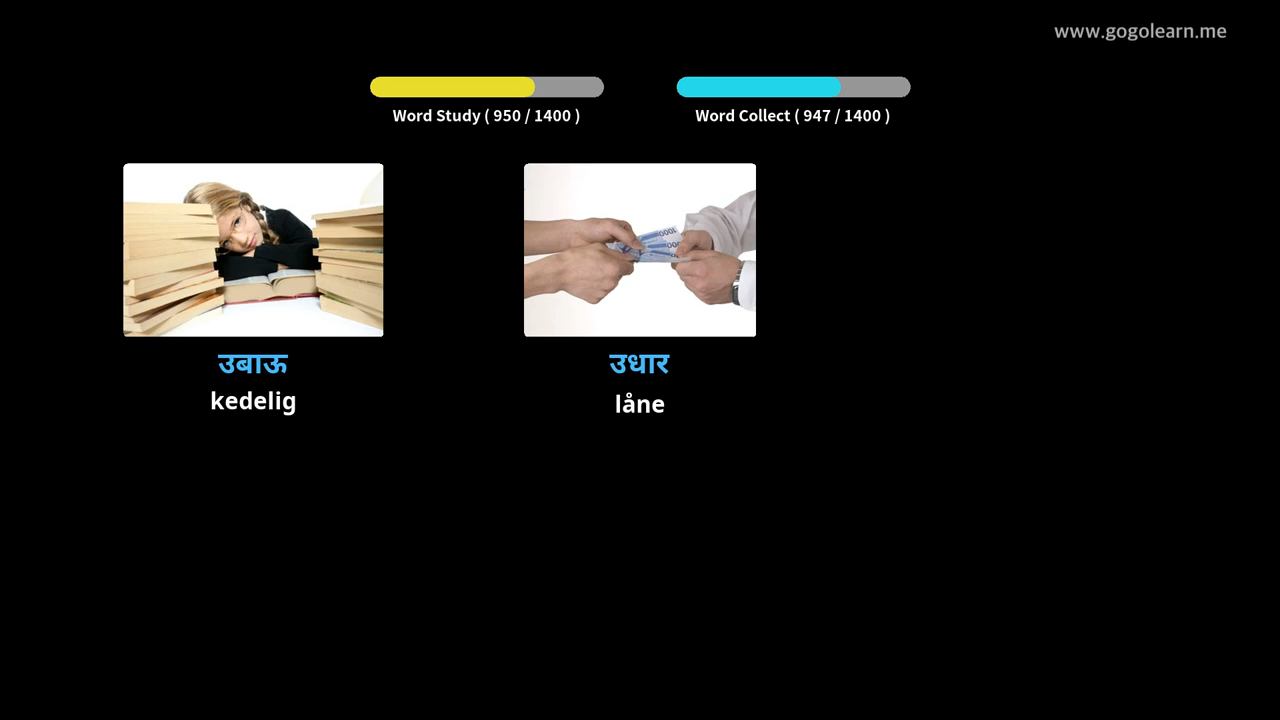 www.gogolearn.me
Word Study ( 950 / 1400 )
Word Collect ( 947 / 1400 )
उबाऊ
kedelig
उधार
låne